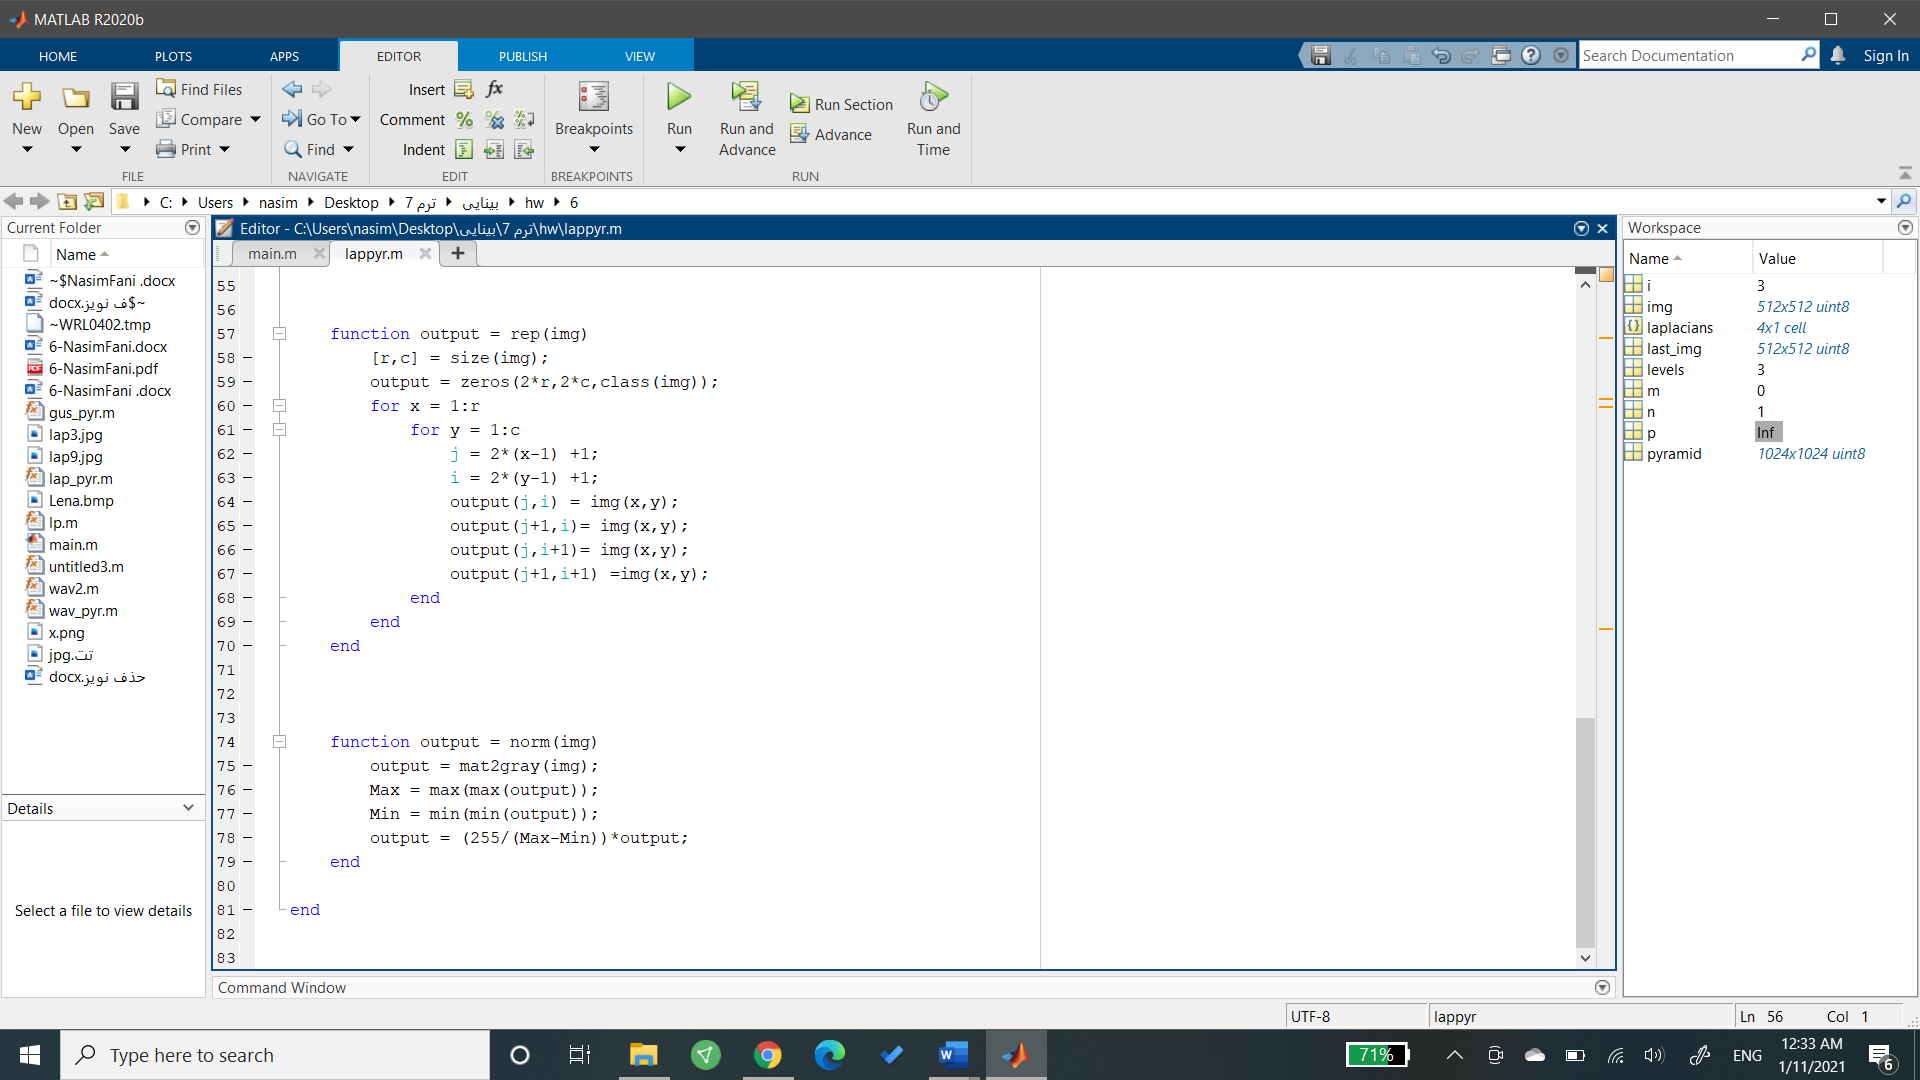 MATLAB R2020b
HOME PLOTS APPS EDITOR PUBLISH VIEW
Search Documentation
Sign In
New
Open
Save
Find Files
Compare
Print
FILE
Go To
Find
NAVIGATE
Insert
fx
Comment
Indent
EDIT
Breakpoints
BREAKPOINTS
Run
Run and Advance
Run Section
Advance
Run and Time
RUN
C: Users nasim Desktop ترم 7 بینایی hw 6
Current Folder
Name
~$NasimFani .docx
~$ف نویز.docx
~WRL0402.tmp
6-NasimFani.docx
6-NasimFani.pdf
6-NasimFani .docx
gus_pyr.m
lap3.jpg
lap9.jpg
lap_pyr.m
Lena.bmp
lp.m
main.m
untitled3.m
wav2.m
wav_pyr.m
x.png
تت.jpg
حذف نویز.docx
Details
Select a file to view details
Editor - C:\Users\nasim\Desktop\ترم 7\بینایی\hw\lappyr.m
main.m lappyr.m +
55
56
57 function output = rep(img)
58 [r,c] = size(img);
59 output = zeros(2*r,2*c,class(img));
60 for x = 1:r
61 for y = 1:c
62 j = 2*(x-1) +1;
63 i = 2*(y-1) +1;
64 output(j,i) = img(x,y);
65 output(j+1,i)= img(x,y);
66 output(j,i+1)= img(x,y);
67 output(j+1,i+1) =img(x,y);
68 end
69 end
70 end
71
72
73
74 function output = norm(img)
75 output = mat2gray(img);
76 Max = max(max(output));
77 Min = min(min(output));
78 output = (255/(Max-Min))*output;
79 end
80
81 end
82
83
Command Window
Workspace
Name Value
i 3
img 512x512 uint8
laplacians 4x1 cell
last_img 512x512 uint8
levels 3
m 0
n 1
p Inf
pyramid 1024x1024 uint8
UTF-8 lappyr Ln 56 Col 1
Type here to search
71%
ENG
12:33 AM
1/11/2021
6